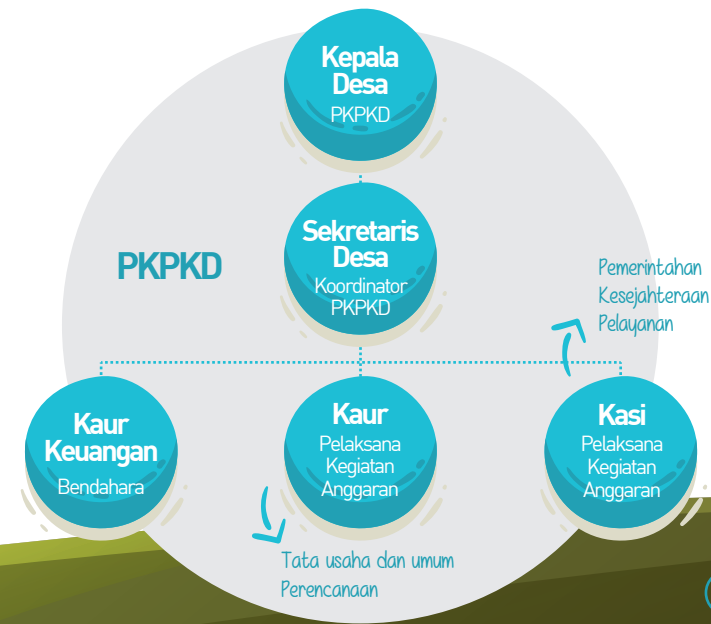 Kepala
Desa
PKPKD
PKPKD
Sekretaris
Desa
Koordinator
PKPKD
Pemerintahan
Kesejahteraan
Pelayanan
Kaur
Keuangan
Bendahara
Kaur
Pelaksana
Kegiatan
Anggaran
Kasi
Pelaksana
Kegiatan
Anggaran
Tata usaha dan umum
Perencanaan